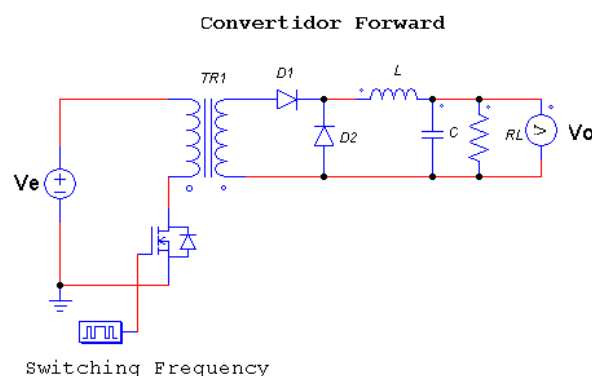 Convertidor Forward
TR1
D1
L
D2
C
RL
V
Vo
Ve
Switching Frequency